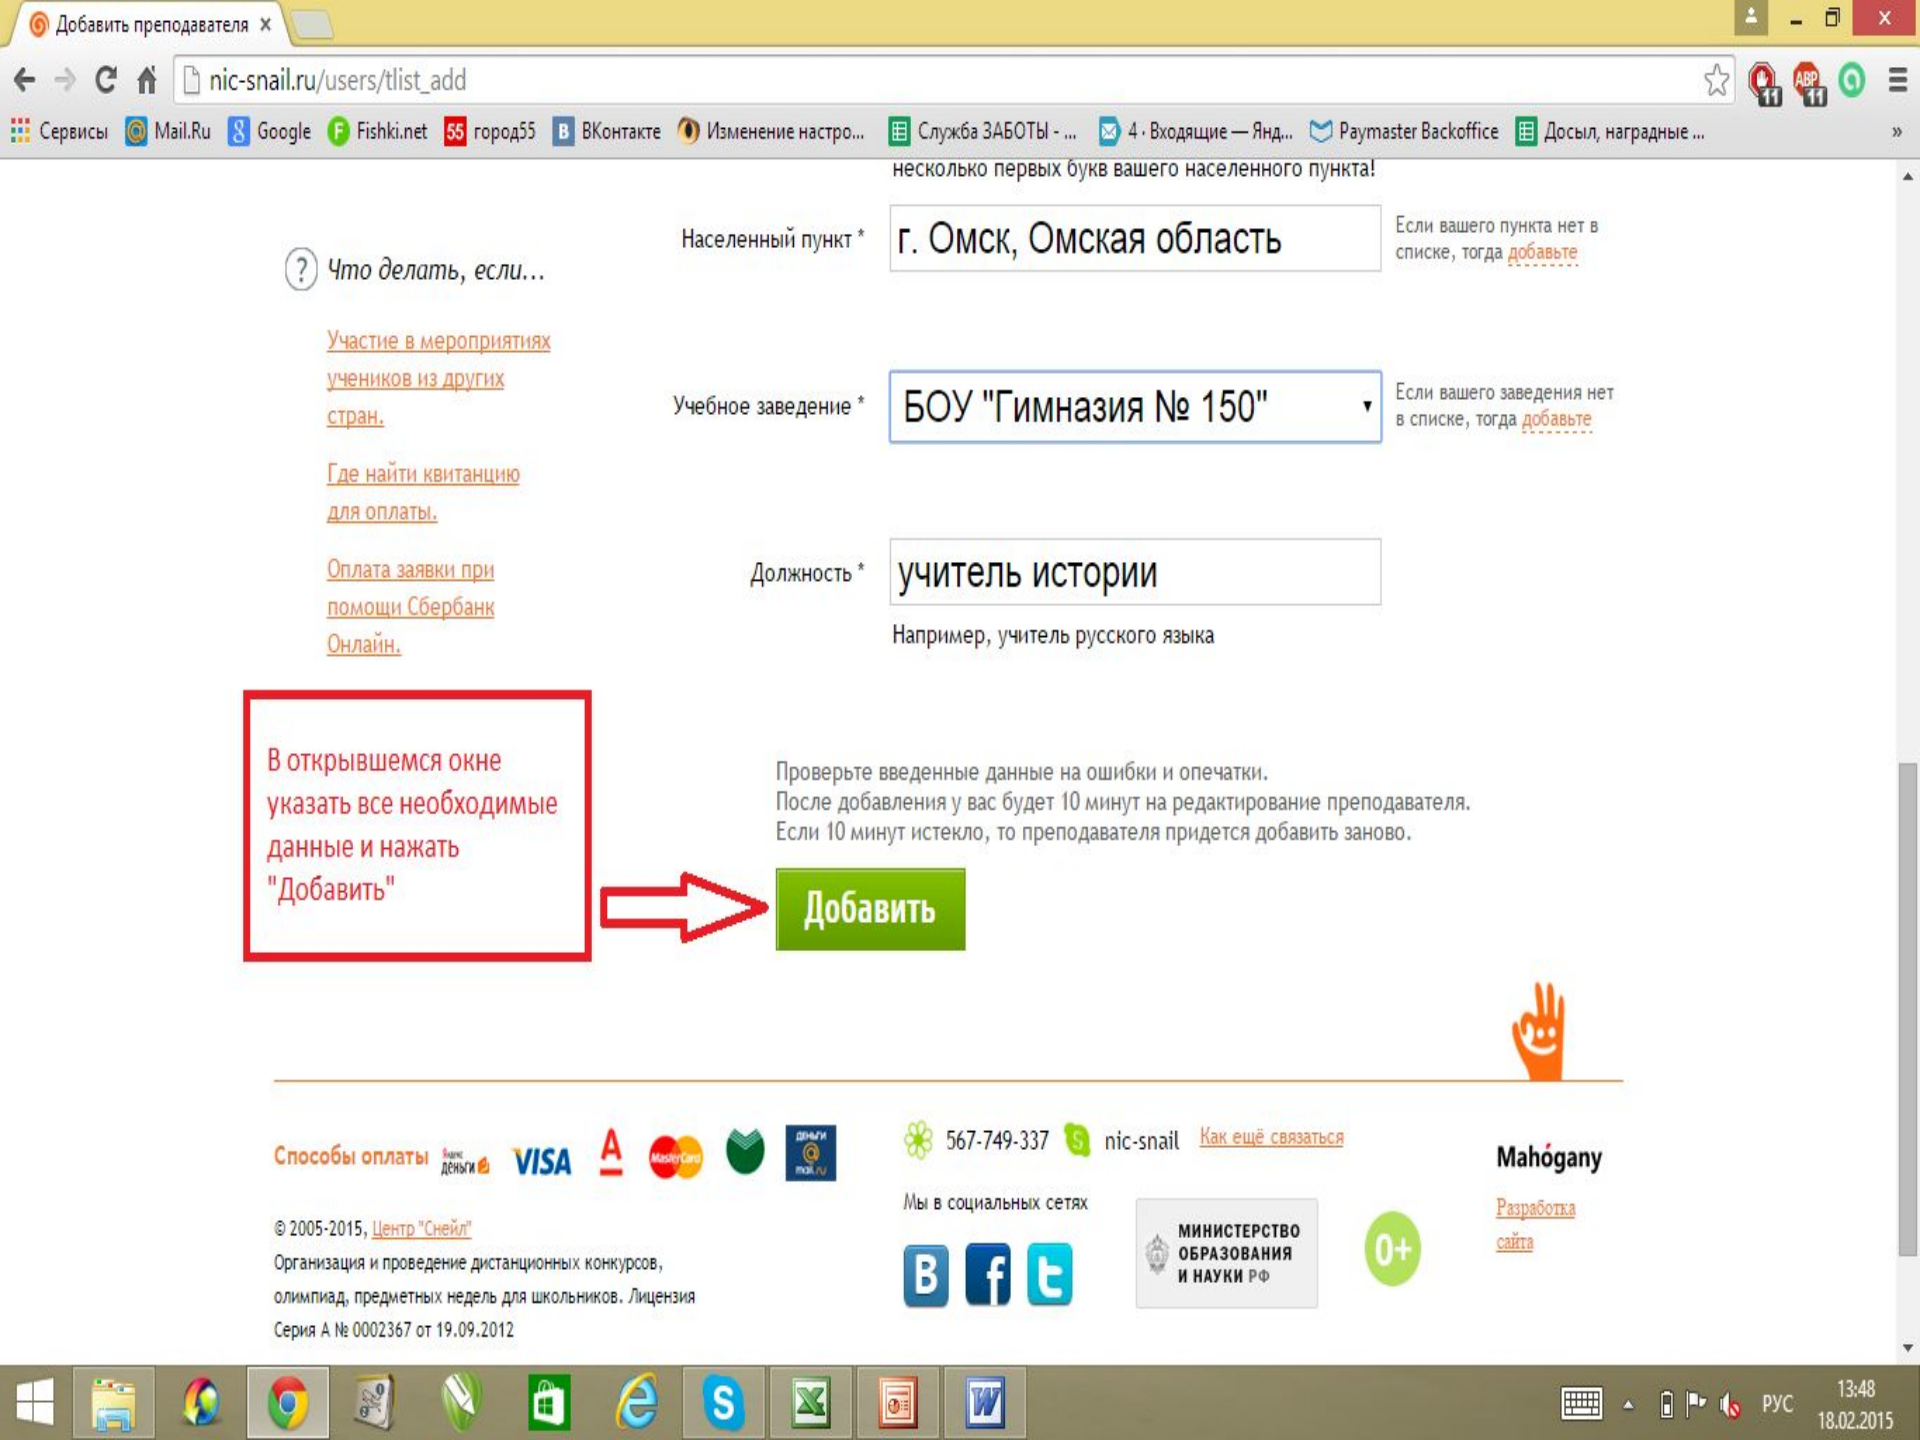 Добавить преподавателя
nic-snail.ru/users/tlist_add
Сервисы Mail.Ru Google Fishki.net 55 город55 ВКонтакте Изменение настро... Служба ЗАБОТЫ - ... 4 · Входящие — Янд... Paymaster Backoffice Досыл, наградные ... »
несколько первых букв вашего населенного пункта!
Населенный пункт *
г. Омск, Омская область
Если вашего пункта нет в
списке, тогда добавьте
? Что делать, если...
Участие в мероприятиях
учеников из других
стран.
Где найти квитанцию
для оплаты.
Оплата заявки при
помощи Сбербанк
Онлайн.
Учебное заведение *
БОУ "Гимназия № 150"
Если вашего заведения нет
в списке, тогда добавьте
Должность *
учитель истории
Например, учитель русского языка
В открывшемся окне
указать все необходимые
данные и нажать
"Добавить"
Проверьте введенные данные на ошибки и опечатки.
После добавления у вас будет 10 минут на редактирование преподавателя.
Если 10 минут истекло, то преподавателя придется добавить заново.
Добавить
Способы оплаты Яндекс деньги VISA MasterCard деньги @ mail.ru
567-749-337 nic-snail Как ещё связаться
Mahógany
Разработка
сайта
© 2005-2015, Центр "Снейл"
Организация и проведение дистанционных конкурсов,
олимпиад, предметных недель для школьников. Лицензия
Серия А № 0002367 от 19.09.2012
Мы в социальных сетях
МИНИСТЕРСТВО
ОБРАЗОВАНИЯ
И НАУКИ РФ
0+
РУС
13:48
18.02.2015